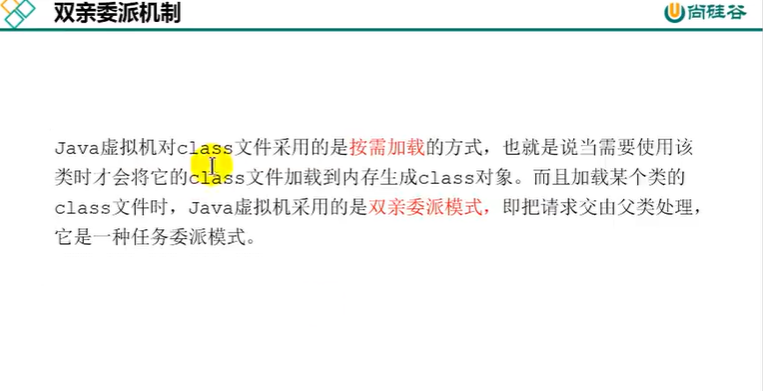 双亲委派机制
尚硅谷
Java虚拟机对class文件采用的是按需加载的方式，也就是说当需要使用该
类时才会将它的class文件加载到内存生成class对象。而且加载某个类的
class文件时，Java虚拟机采用的是双亲委派模式，即把请求交由父类处理，
它是一种任务委派模式。